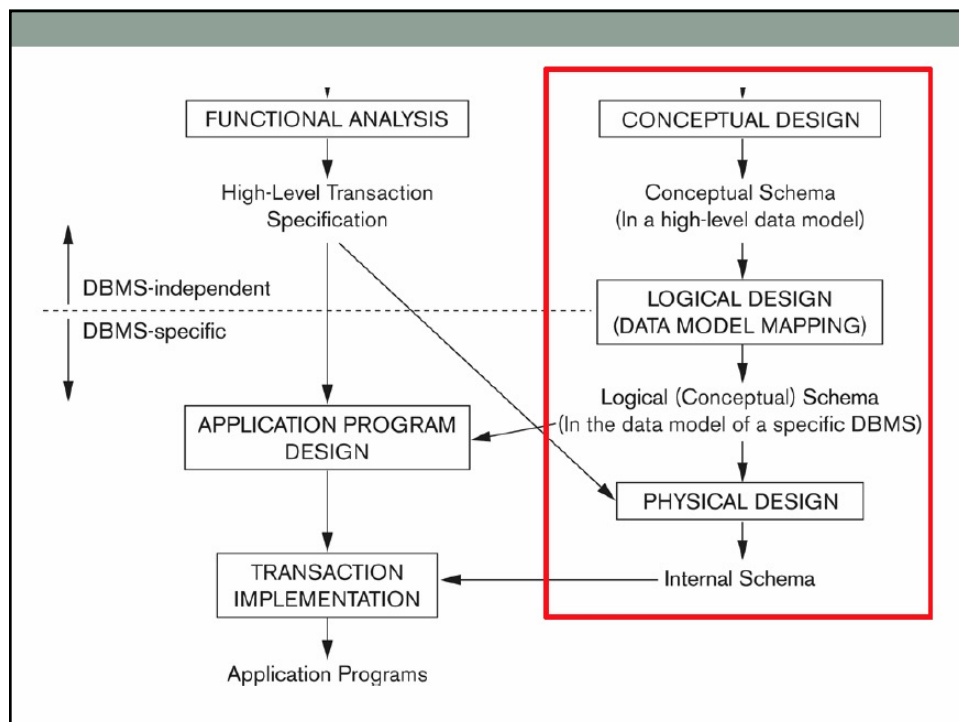 FUNCTIONAL ANALYSIS
High-Level Transaction
Specification
DBMS-independent
DBMS-specific
APPLICATION PROGRAM
DESIGN
TRANSACTION
IMPLEMENTATION
Application Programs
CONCEPTUAL DESIGN
Conceptual Schema
(In a high-level data model)
LOGICAL DESIGN
(DATA MODEL MAPPING)
Logical (Conceptual) Schema
(In the data model of a specific DBMS)
PHYSICAL DESIGN
Internal Schema